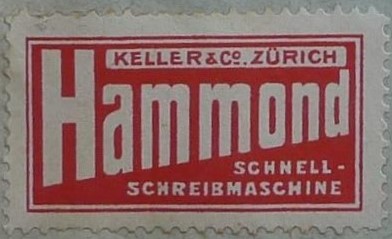 KELLER & Co. ZÜRICH
Hammond
SCHNELL-
SCHREIBMASCHINE